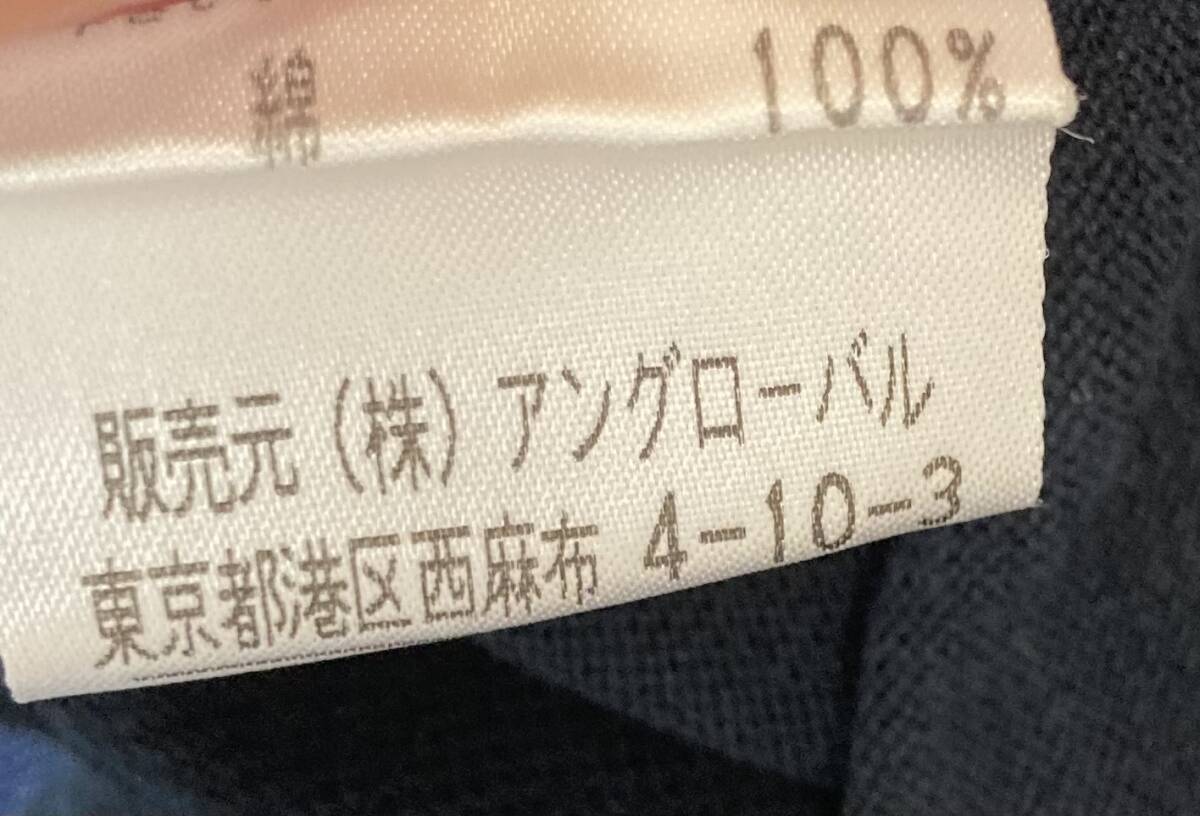 綿 100%
販売元 (株) アングローバル
東京都港区西麻布 4-10-3